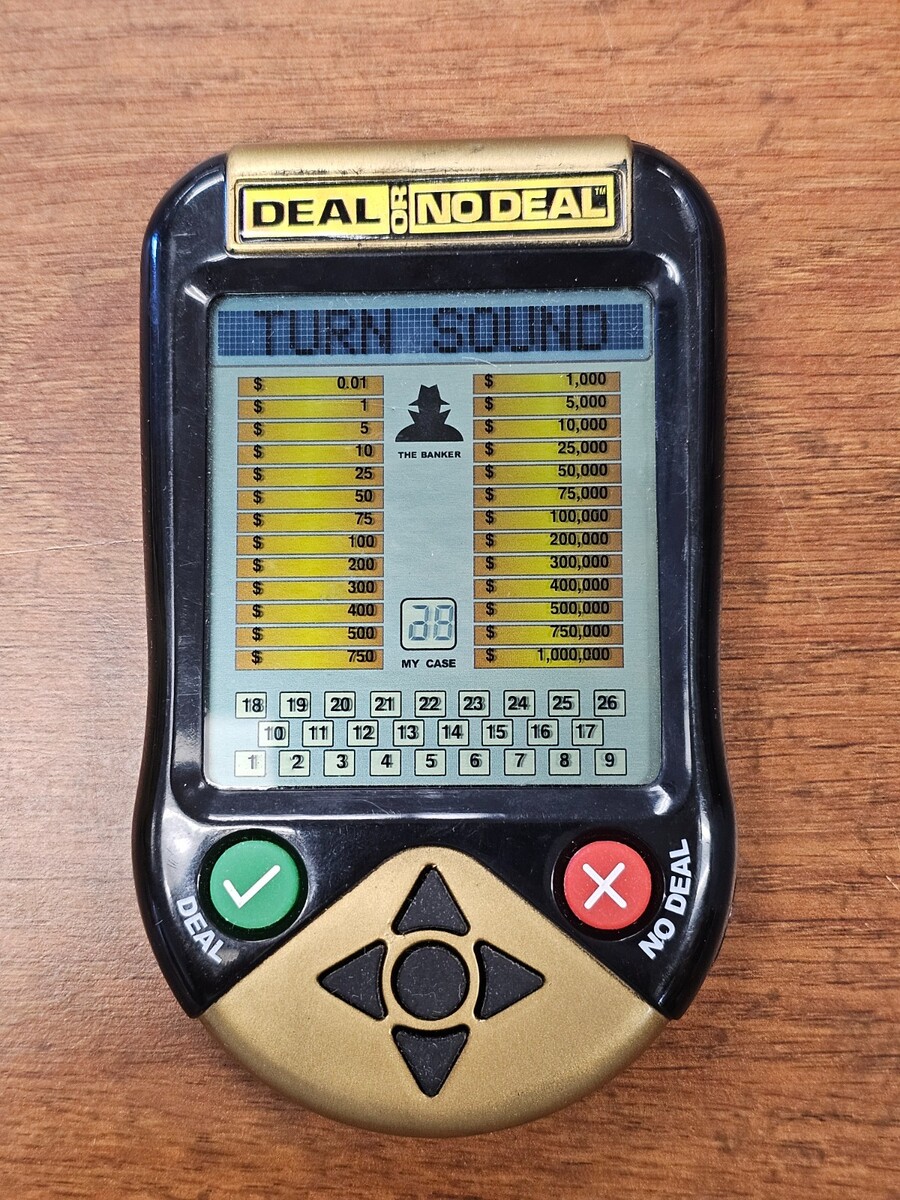 DEAL OR NO DEAL™
TURN SOUND
$ 0.01
$ 1
$ 5
$ 10
$ 25
$ 50
$ 75
$ 100
$ 200
$ 300
$ 400
$ 500
$ 750
THE BANKER
MY CASE
$ 1,000
$ 5,000
$ 10,000
$ 25,000
$ 50,000
$ 75,000
$ 100,000
$ 200,000
$ 300,000
$ 400,000
$ 500,000
$ 750,000
$ 1,000,000
18 19 20 21 22 23 24 25 26
10 11 12 13 14 15 16 17
1 2 3 4 5 6 7 8 9
DEAL
NO DEAL